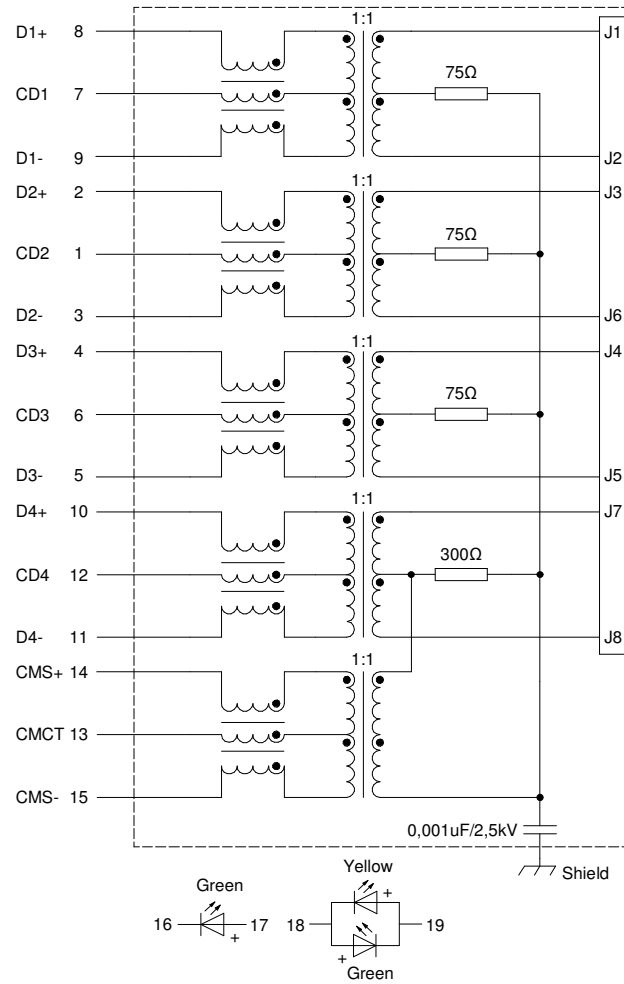 1:1
D1+ 8 J1
75Ω
CD1 7
D1- 9 J2
1:1
D2+ 2 J3
75Ω
CD2 1
D2- 3 J6
1:1
D3+ 4 J4
75Ω
CD3 6
D3- 5 J5
1:1
D4+ 10 J7
300Ω
CD4 12
D4- 11 J8
1:1
CMS+ 14
CMCT 13
CMS- 15
0,001uF/2,5kV
Shield
Green
16 + 17
Yellow
+
18 19
+
Green